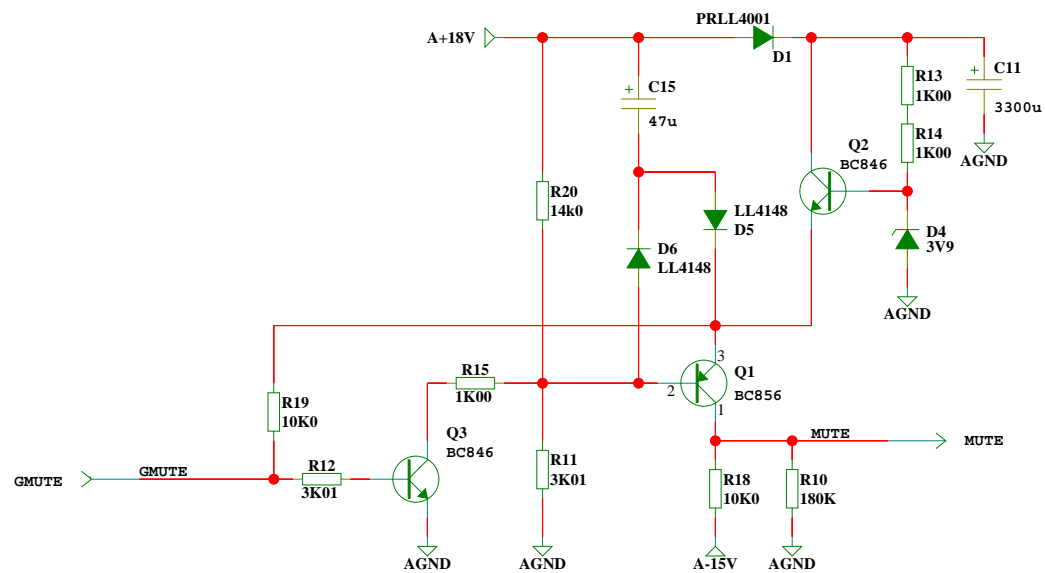 PRLL4001
A+18V
D1
+
C15
47u
R13
1K00
+
C11
3300u
R14
1K00
AGND
Q2
BC846
R20
14k0
LL4148
D5
D6
LL4148
D4
3V9
AGND
3
Q1
BC856
2
1
R15
1K00
R19
10K0
Q3
BC846
MUTE
MUTE
GMUTE
GMUTE
R12
3K01
R11
3K01
R18
10K0
R10
180K
AGND
AGND
A-15V
AGND